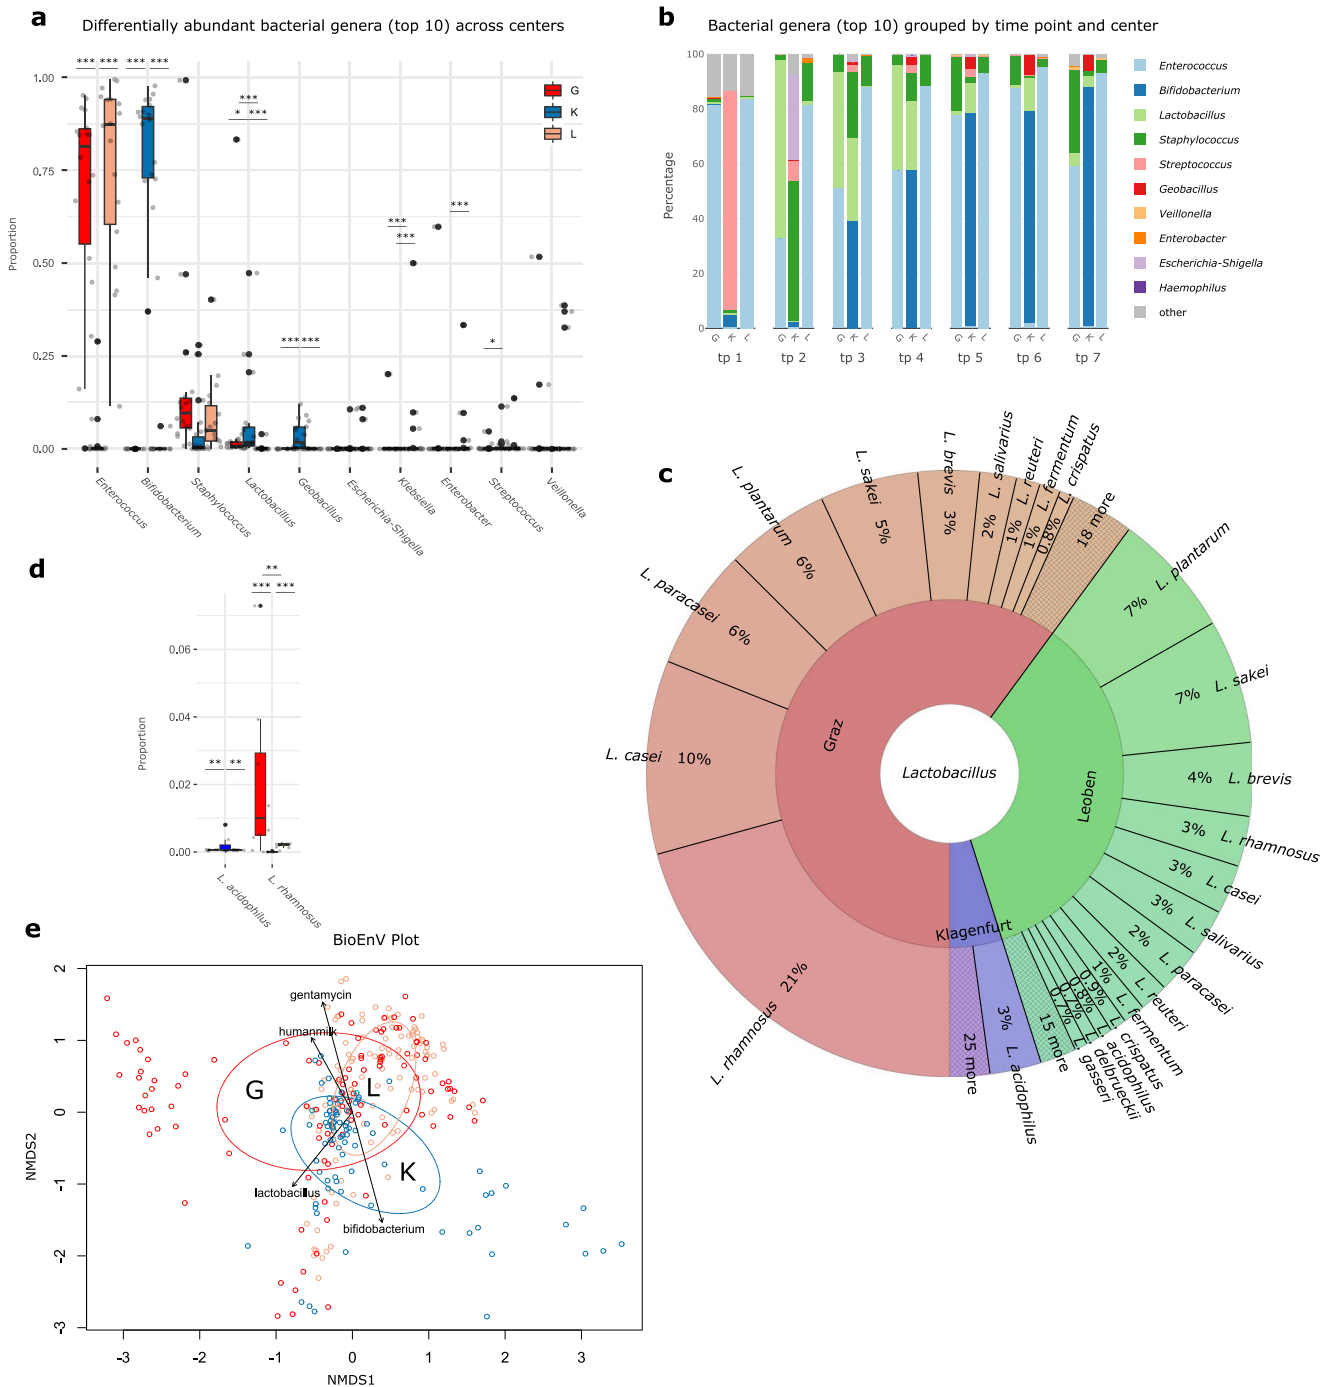 a
Differentially abundant bacterial genera (top 10) across centers
Proportion
1.00
0.75
0.50
0.25
0.00
*** ***
*** ***
***
* ***
*** ***
***
***
***
*
G
K
L
Enterococcus
Bifidobacterium
Staphylococcus
Lactobacillus
Geobacillus
Escherichia-Shigella
Klebsiella
Enterobacter
Streptococcus
Veillonella
b
Bacterial genera (top 10) grouped by time point and center
Percentage
100
80
60
40
20
0
G K L G K L G K L G K L G K L G K L G K L
tp 1 tp 2 tp 3 tp 4 tp 5 tp 6 tp 7
Enterococcus
Bifidobacterium
Lactobacillus
Staphylococcus
Streptococcus
Geobacillus
Veillonella
Enterobacter
Escherichia-Shigella
Haemophilus
other
c
Lactobacillus
Graz
Leoben
Klagenfurt
L. rhamnosus 21%
L. casei 10%
L. paracasei 6%
L. plantarum 6%
L. sakei 5%
L. brevis 3%
L. salivarius 2%
L. reuteri 1%
L. fermentum 1%
L. crispatus 0.8%
18 more
7% L. plantarum
7% L. sakei
4% L. brevis
3% L. rhamnosus
3% L. casei
3% L. salivarius
2% L. paracasei
2% L. reuteri
1% L. fermentum
0.9% L. crispatus
0.8% L. acidophilus
0.7% L. delbrueckii
0.7% L. gasseri
15 more
3% L. acidophilus
25 more
d
Proportion
0.06
0.04
0.02
0.00
** **
**
*** ***
L. acidophilus
L. rhamnosus
e
BioEnV Plot
NMDS2
2
1
0
-1
-2
-3
gentamycin
humanmilk
G
L
K
lactobacillus
bifidobacterium
-3 -2 -1 0 1 2 3
NMDS1